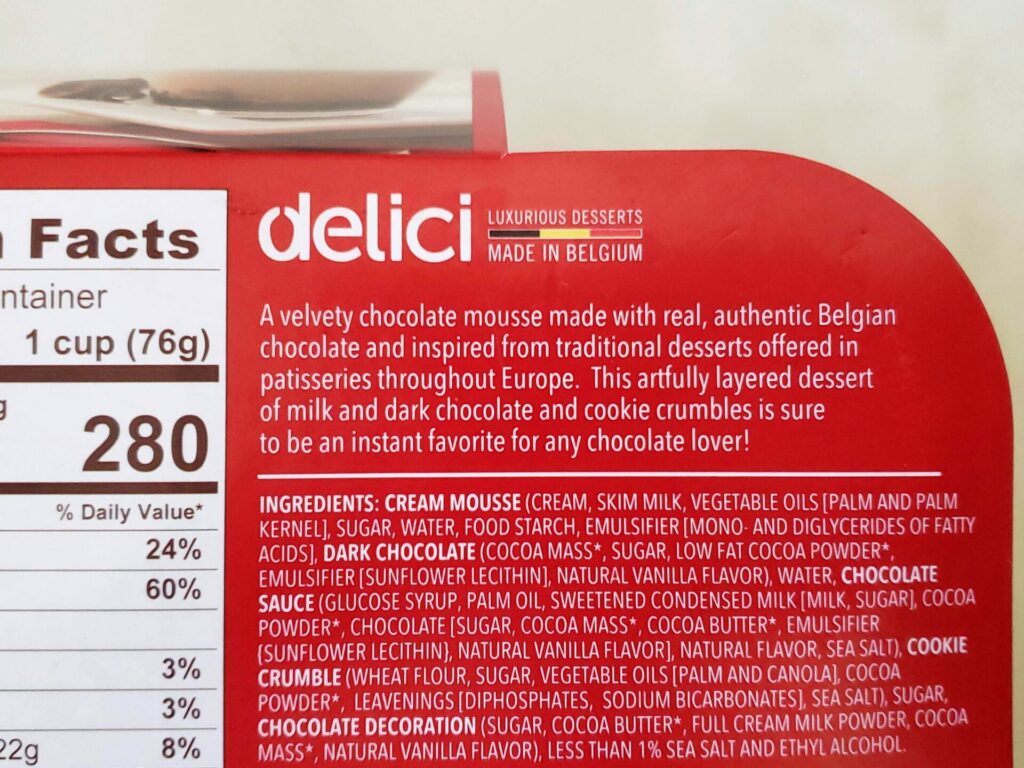 Facts
ntainer
1 cup (76g)
g
280
% Daily Value*
24%
60%
3%
3%
22g 8%
delici
LUXURIOUS DESSERTS
MADE IN BELGIUM
A velvety chocolate mousse made with real, authentic Belgian
chocolate and inspired from traditional desserts offered in
patisseries throughout Europe. This artfully layered dessert
of milk and dark chocolate and cookie crumbles is sure
to be an instant favorite for any chocolate lover!
INGREDIENTS: CREAM MOUSSE (CREAM, SKIM MILK, VEGETABLE OILS [PALM AND PALM
KERNEL], SUGAR, WATER, FOOD STARCH, EMULSIFIER [MONO- AND DIGLYCERIDES OF FATTY
ACIDS], DARK CHOCOLATE (COCOA MASS*, SUGAR, LOW FAT COCOA POWDER*,
EMULSIFIER [SUNFLOWER LECITHIN], NATURAL VANILLA FLAVOR), WATER, CHOCOLATE
SAUCE (GLUCOSE SYRUP, PALM OIL, SWEETENED CONDENSED MILK [MILK, SUGAR], COCOA
POWDER*, CHOCOLATE [SUGAR, COCOA MASS*, COCOA BUTTER*, EMULSIFIER
{SUNFLOWER LECITHIN}, NATURAL VANILLA FLAVOR], NATURAL FLAVOR, SEA SALT), COOKIE
CRUMBLE (WHEAT FLOUR, SUGAR, VEGETABLE OILS [PALM AND CANOLA], COCOA
POWDER*, LEAVENINGS [DIPHOSPHATES, SODIUM BICARBONATES], SEA SALT), SUGAR,
CHOCOLATE DECORATION (SUGAR, COCOA BUTTER*, FULL CREAM MILK POWDER, COCOA
MASS*, NATURAL VANILLA FLAVOR), LESS THAN 1% SEA SALT AND ETHYL ALCOHOL.